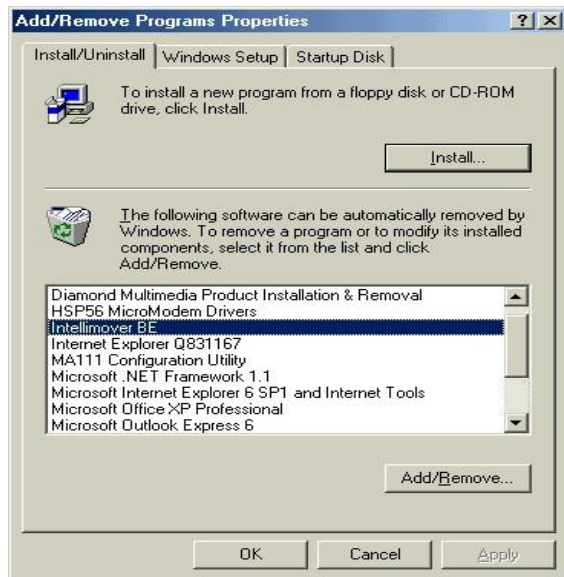 Add/Remove Programs Properties
Install/Uninstall
Windows Setup
Startup Disk
To install a new program from a floppy disk or CD-ROM
drive, click Install.
Install...
The following software can be automatically removed by
Windows. To remove a program or to modify its installed
components, select it from the list and click
Add/Remove.
Diamond Multimedia Product Installation & Removal
HSP56 MicroModem Drivers
Intellimover BE
Internet Explorer Q831167
MA111 Configuration Utility
Microsoft .NET Framework 1.1
Microsoft Internet Explorer 6 SP1 and Internet Tools
Microsoft Office XP Professional
Microsoft Outlook Express 6
Add/Remove...
OK
Cancel
Apply